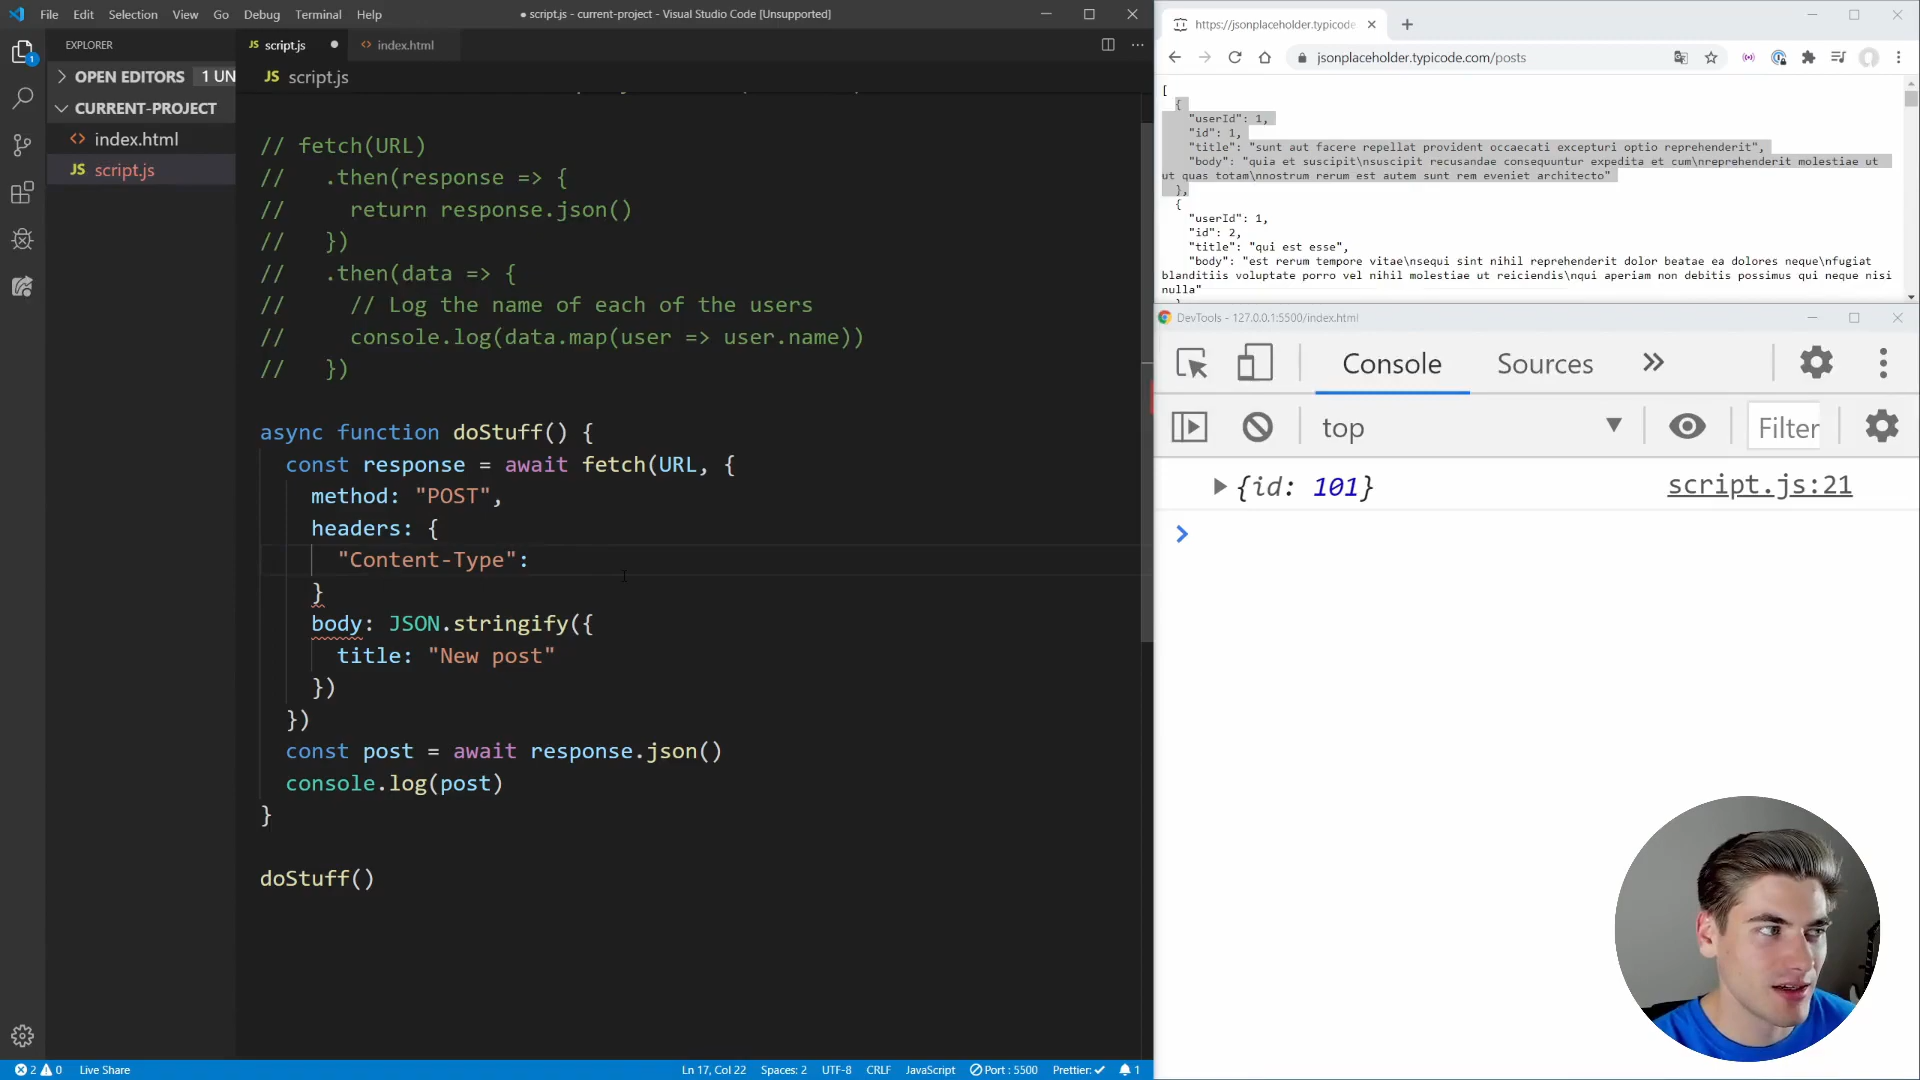 File Edit Selection View Go Debug Terminal Help
● script.js - current-project - Visual Studio Code [Unsupported]
EXPLORER
OPEN EDITORS 1 UN
CURRENT-PROJECT
<> index.html
JS script.js
1
JS script.js ●
<> index.html
JS script.js
// fetch(URL)
//   .then(response => {
//     return response.json()
//   })
//   .then(data => {
//     // Log the name of each of the users
//     console.log(data.map(user => user.name))
//   })
async function doStuff() {
  const response = await fetch(URL, {
    method: "POST",
    headers: {
      "Content-Type":
    }
    body: JSON.stringify({
      title: "New post"
    })
  })
  const post = await response.json()
  console.log(post)
}
doStuff()
2 0 Live Share
Ln 17, Col 22 Spaces: 2 UTF-8 CRLF JavaScript Port : 5500 Prettier: ✓ 1
https://jsonplaceholder.typicode
jsonplaceholder.typicode.com/posts
[
{
"userId": 1,
"id": 1,
"title": "sunt aut facere repellat provident occaecati excepturi optio reprehenderit",
"body": "quia et suscipit\nsuscipit recusandae consequuntur expedita et cum\nreprehenderit molestiae ut
ut quas totam\nnostrum rerum est autem sunt rem eveniet architecto"
},
{
"userId": 1,
"id": 2,
"title": "qui est esse",
"body": "est rerum tempore vitae\nsequi sint nihil reprehenderit dolor beatae ea dolores neque\nfugiat
blanditiis voluptate porro vel nihil molestiae ut reiciendis\nqui aperiam non debitis possimus qui neque nisi
nulla"
DevTools - 127.0.0.1:5500/index.html
Console Sources »
top Filter
{id: 101} script.js:21